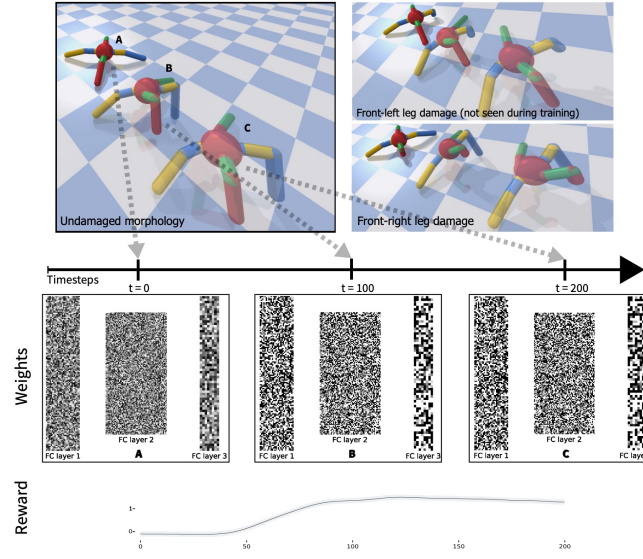 A
B
C
Undamaged morphology
Front-left leg damage (not seen during training)
Front-right leg damage
Timesteps
t = 0
t = 100
t = 200
Weights
FC layer 1
FC layer 2
A
FC layer 3
FC layer 1
FC layer 2
B
FC layer 3
FC layer 1
FC layer 2
C
FC laye
Reward
1
0
0
50
100
150
200